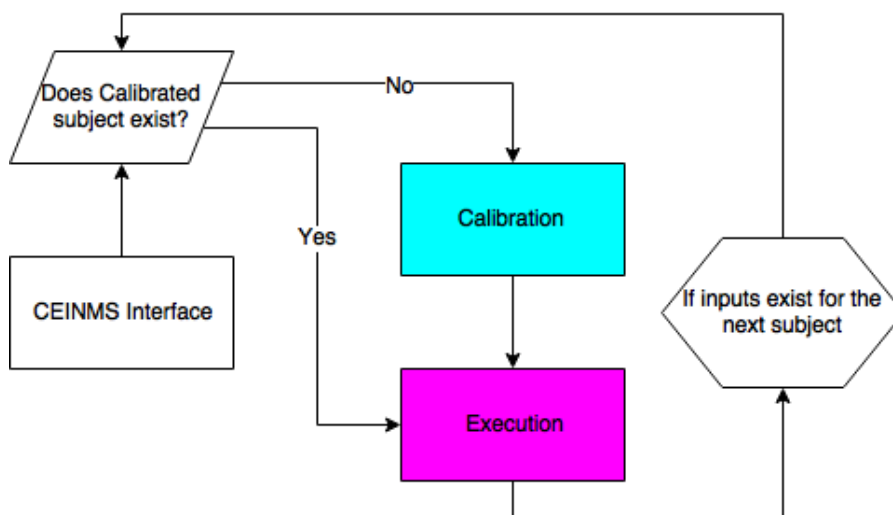 Does Calibrated
subject exist?
No
Calibration
Yes
CEINMS Interface
If inputs exist for the
next subject
Execution